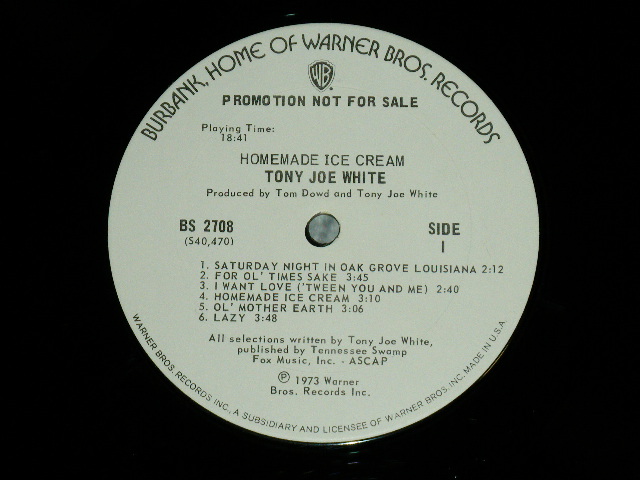 BURBANK, HOME OF WARNER BROS. RECORDS
WB
PROMOTION NOT FOR SALE
Playing Time:
18:41
HOMEMADE ICE CREAM
TONY JOE WHITE
Produced by Tom Dowd and Tony Joe White
BS 2708
(S40,470)
SIDE
1
1. SATURDAY NIGHT IN OAK GROVE LOUISIANA 2:12
2. FOR OL' TIMES SAKE 3:45
3. I WANT LOVE ('TWEEN YOU AND ME) 2:40
4. HOMEMADE ICE CREAM 3:10
5. OL' MOTHER EARTH 3:06
6. LAZY 3:48
All selections written by Tony Joe White,
published by Tennessee Swamp
Fox Music, Inc. - ASCAP
℗ 1973 Warner
Bros. Records Inc.
WARNER BROS. RECORDS INC., A SUBSIDIARY AND LICENSEE OF WARNER BROS. INC. MADE IN U.S.A.